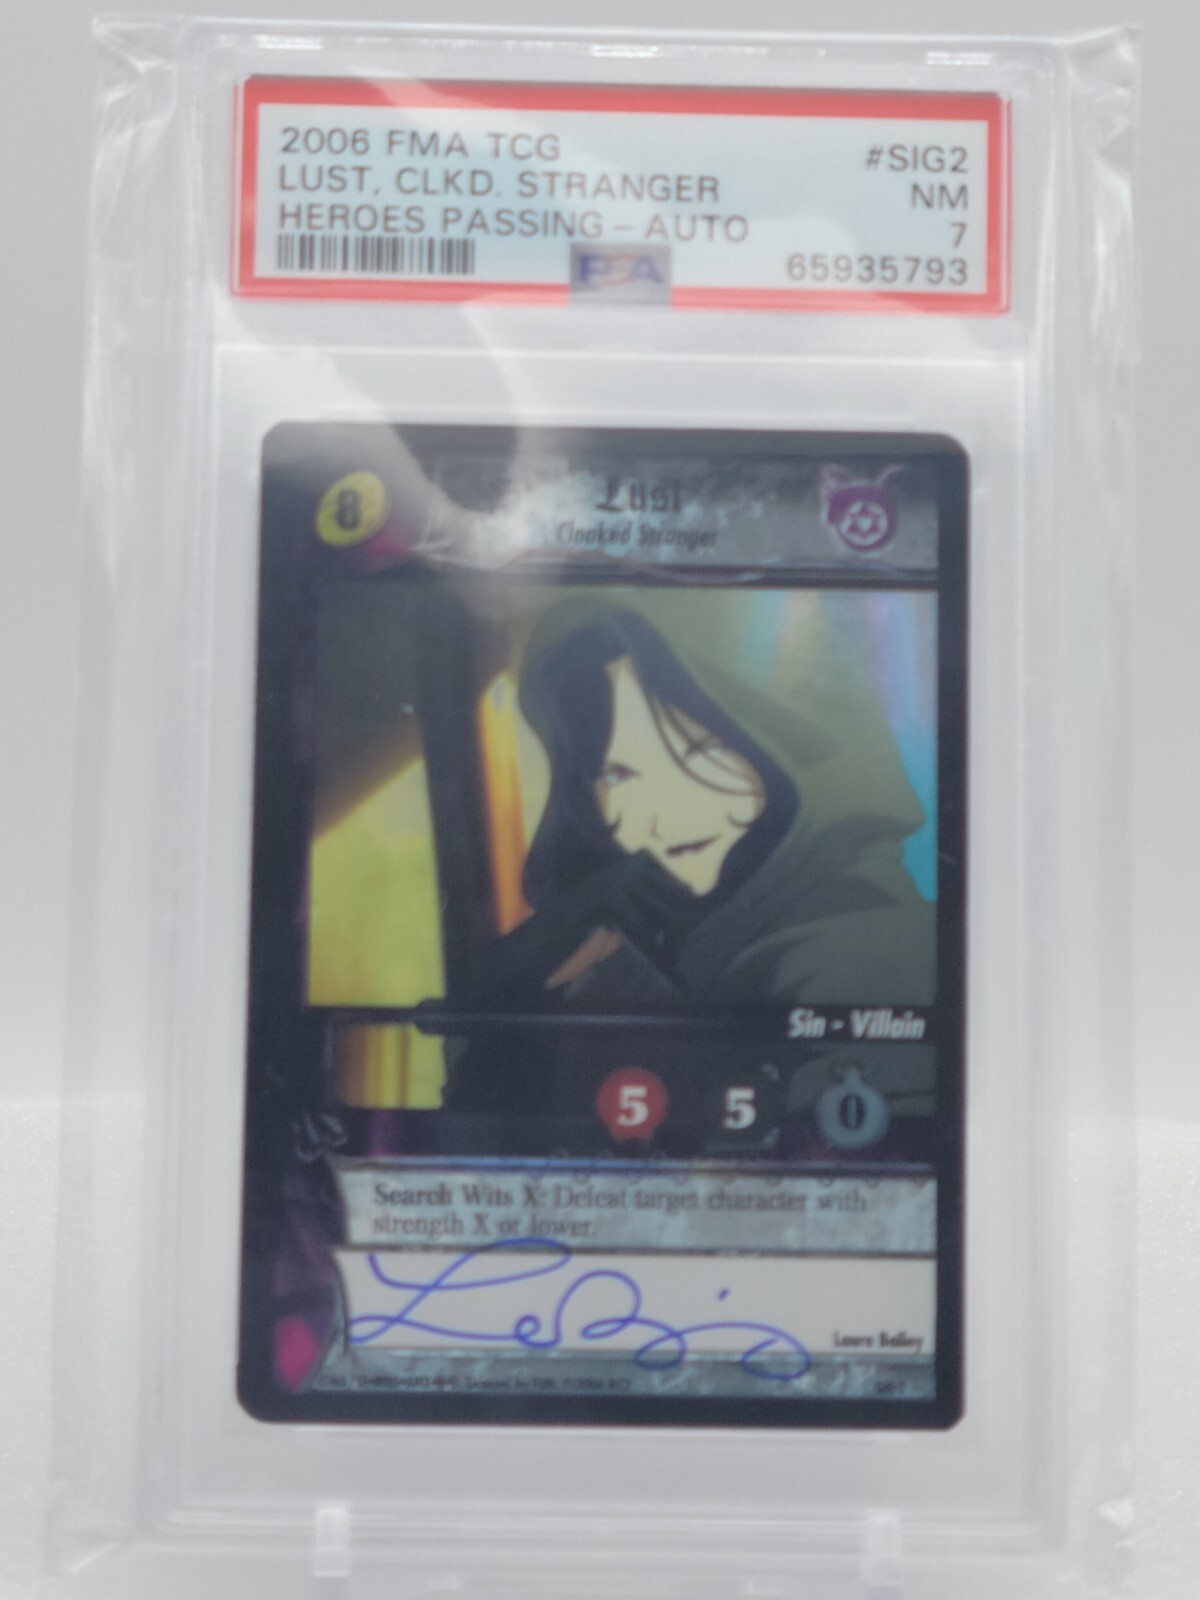 2006 FMA TCG #SIG2
LUST, CLKD. STRANGER NM
HEROES PASSING - AUTO 7
PSA 65935793
8
Lust
Cloaked Stranger
Sin - Villain
5 5 0
Search Wits X: Defeat target character with
strength X or lower.
Laura Bailey